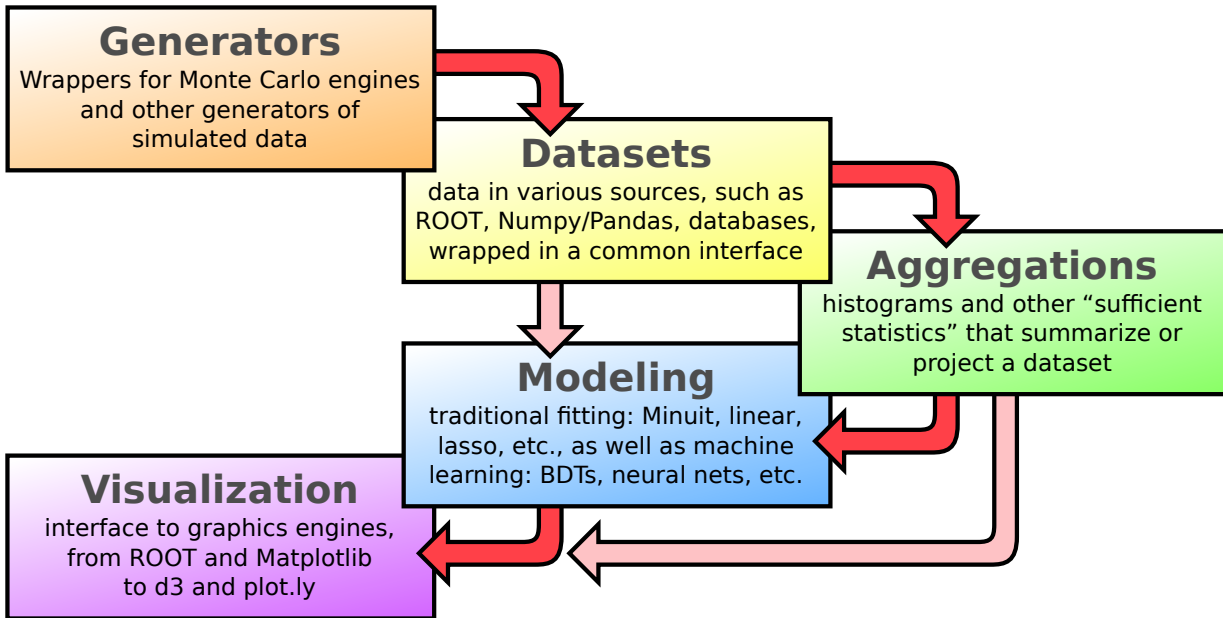 Generators
Wrappers for Monte Carlo engines
and other generators of
simulated data
Datasets
data in various sources, such as
ROOT, Numpy/Pandas, databases,
wrapped in a common interface
Aggregations
histograms and other “sufficient
statistics” that summarize or
project a dataset
Modeling
traditional fitting: Minuit, linear,
lasso, etc., as well as machine
learning: BDTs, neural nets, etc.
Visualization
interface to graphics engines,
from ROOT and Matplotlib
to d3 and plot.ly